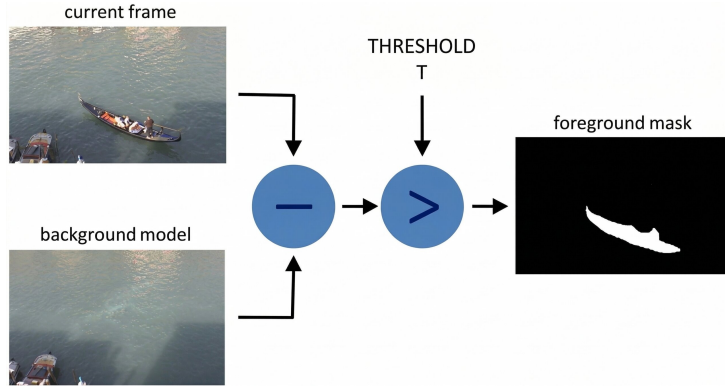 current frame
THRESHOLD
T
foreground mask
−
>
background model